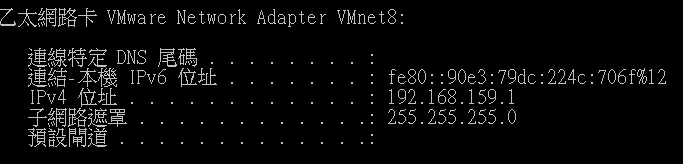 乙太網路卡 VMware Network Adapter VMnet8:
連線特定 DNS 尾碼 . . . . . . . . :
連結-本機 IPv6 位址 . . . . . . . : fe80::90e3:79dc:224c:706f%12
IPv4 位址 . . . . . . . . . . . . : 192.168.159.1
子網路遮罩 . . . . . . . . . . . .: 255.255.255.0
預設閘道 . . . . . . . . . . . . .: